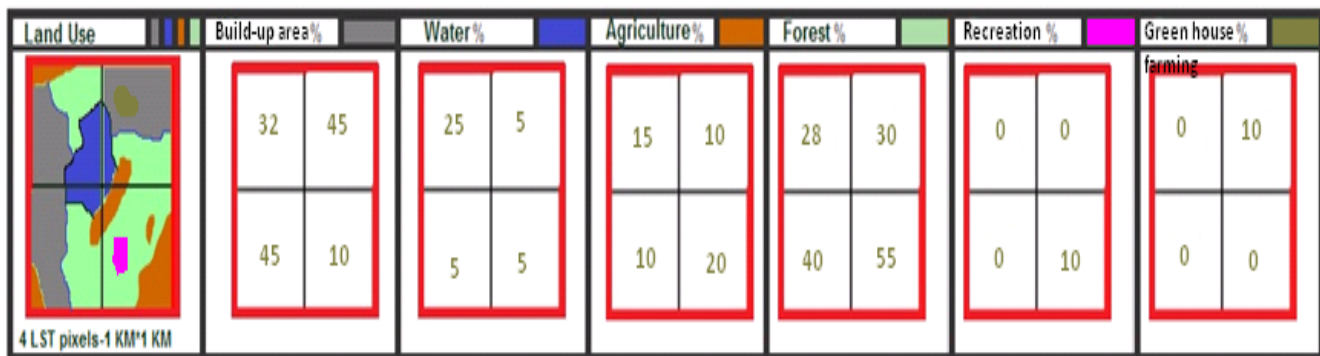 Land Use
4 LST pixels-1 KM*1 KM
Build-up area%
32 45
45 10
Water %
25 5
5 5
Agriculture%
15 10
10 20
Forest %
28 30
40 55
Recreation %
0 0
0 10
Green house%
farming
0 10
0 0